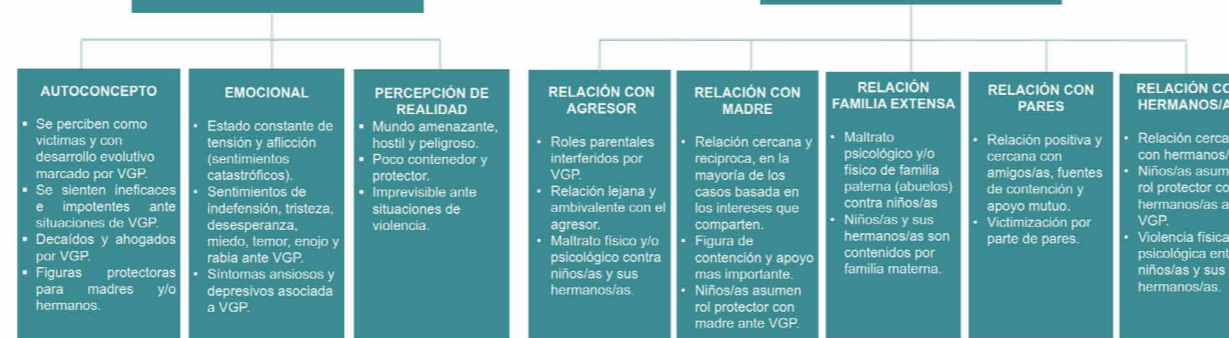 AUTOCONCEPTO
▪ Se perciben como
victimas y con
desarrollo evolutivo
marcado por VGP.
▪ Se sienten ineficaces
e impotentes ante
situaciones de VGP.
▪ Decaídos y ahogados
por VGP.
▪ Figuras protectoras
para madres y/o
hermanos.
EMOCIONAL
• Estado constante de
tensión y aflicción
(sentimientos
catastróficos).
• Sentimientos de
indefensión, tristeza,
desesperanza,
miedo, temor, enojo y
rabia ante VGP.
• Síntomas ansiosos y
depresivos asociada
a VGP.
PERCEPCIÓN DE
REALIDAD
▪ Mundo amenazante,
hostil y peligroso.
▪ Poco contenedor y
protector.
▪ Imprevisible ante
situaciones de
violencia.
RELACIÓN CON
AGRESOR
• Roles parentales
interferidos por
VGP.
• Relación lejana y
ambivalente con el
agresor.
• Maltrato físico y/o
psicológico contra
niños/as y sus
hermanos/as.
RELACIÓN CON
MADRE
• Relación cercana y
reciproca, en la
mayoría de los
casos basada en
los intereses que
comparten.
• Figura de
contención y apoyo
mas importante.
• Niños/as asumen
rol protector con
madre ante VGP.
RELACIÓN
FAMILIA EXTENSA
• Maltrato
psicológico y/o
físico de familia
paterna (abuelos)
contra niños/as
• Niños/as y sus
hermanos/as son
contenidos por
familia materna.
RELACIÓN CON
PARES
• Relación positiva y
cercana con
amigos/as, fuentes
de contención y
apoyo mutuo.
• Victimización por
parte de pares.
RELACIÓN
HERMANOS/
• Relación
con hermanos/
• Niños/as
rol protector
hermanos/as
VGP.
• Violencia física
psicológica
niños/as y sus
hermanos/as.